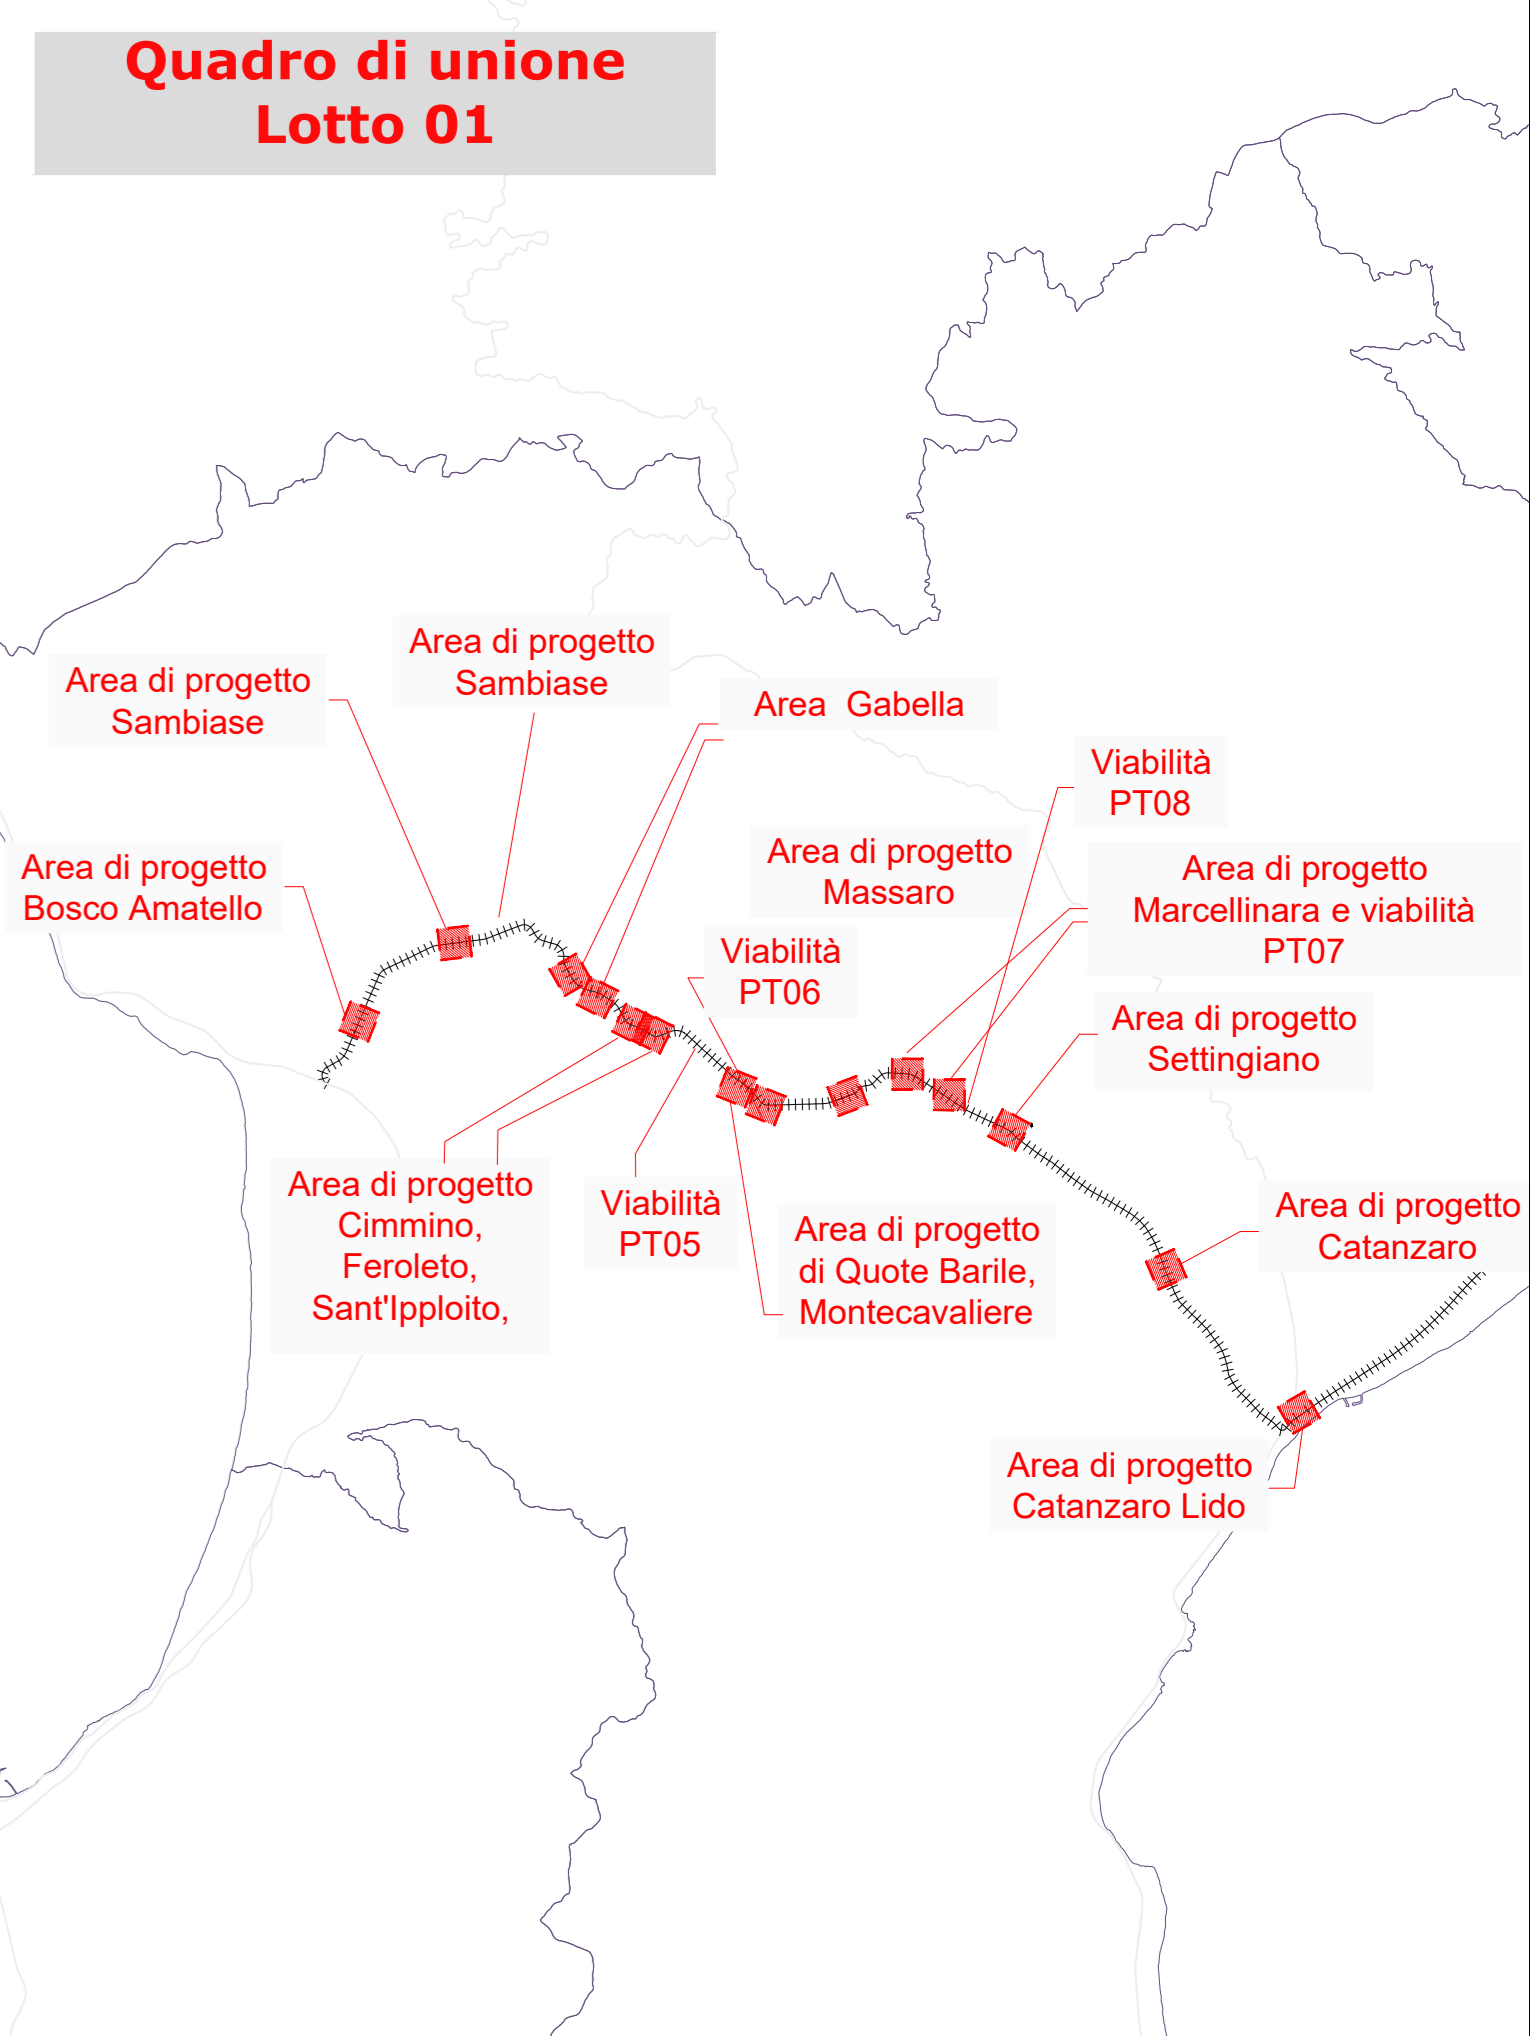 Quadro di unione
Lotto 01
Area di progetto
Sambiase
Area di progetto
Sambiase
Area  Gabella
Viabilità
PT08
Area di progetto
Massaro
Area di progetto
Marcellinara e viabilità
PT07
Area di progetto
Bosco Amatello
Viabilità
PT06
Area di progetto
Settingiano
Area di progetto
Cimmino,
Feroleto,
Sant'Ipploito,
Viabilità
PT05
Area di progetto
di Quote Barile,
Montecavaliere
Area di progetto
Catanzaro
Area di progetto
Catanzaro Lido